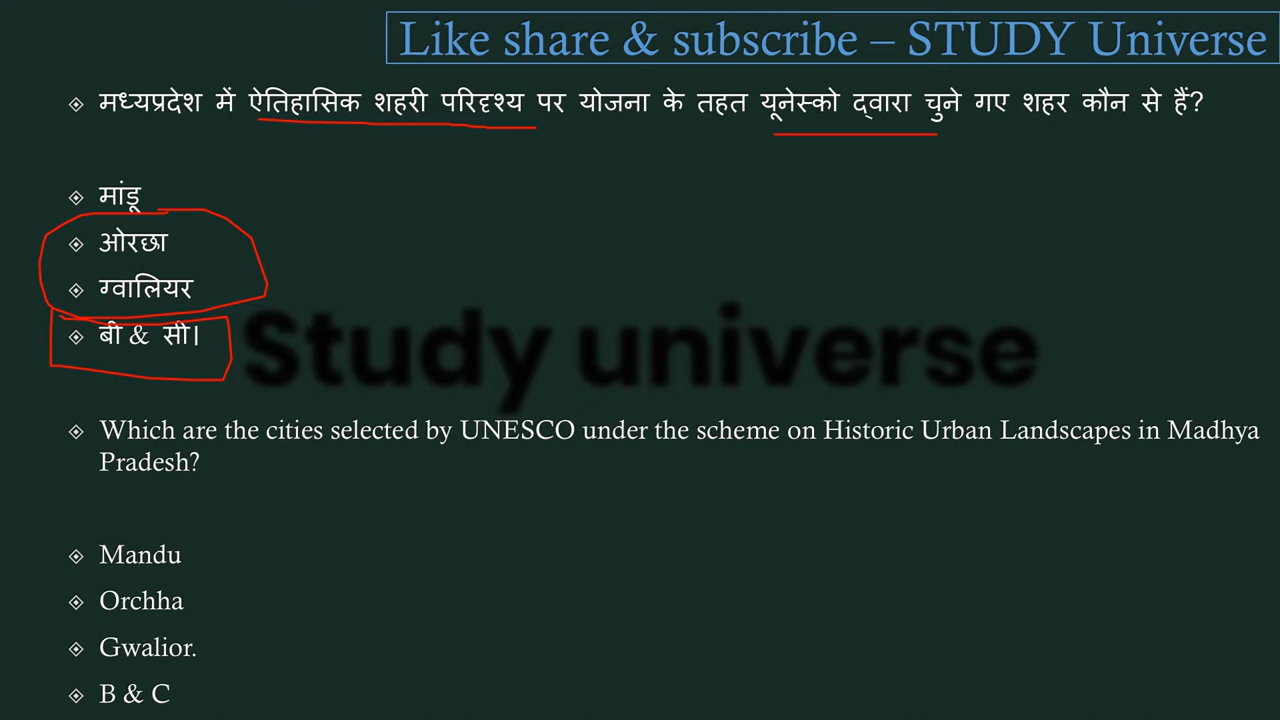 Like share & subscribe – STUDY Universe
मध्यप्रदेश में ऐतिहासिक शहरी परिदृश्य पर योजना के तहत यूनेस्को द्वारा चुने गए शहर कौन से हैं?
मांडू
ओरछा
ग्वालियर
बी & सी।
Study universe
Which are the cities selected by UNESCO under the scheme on Historic Urban Landscapes in Madhya
Pradesh?
Mandu
Orchha
Gwalior.
B & C